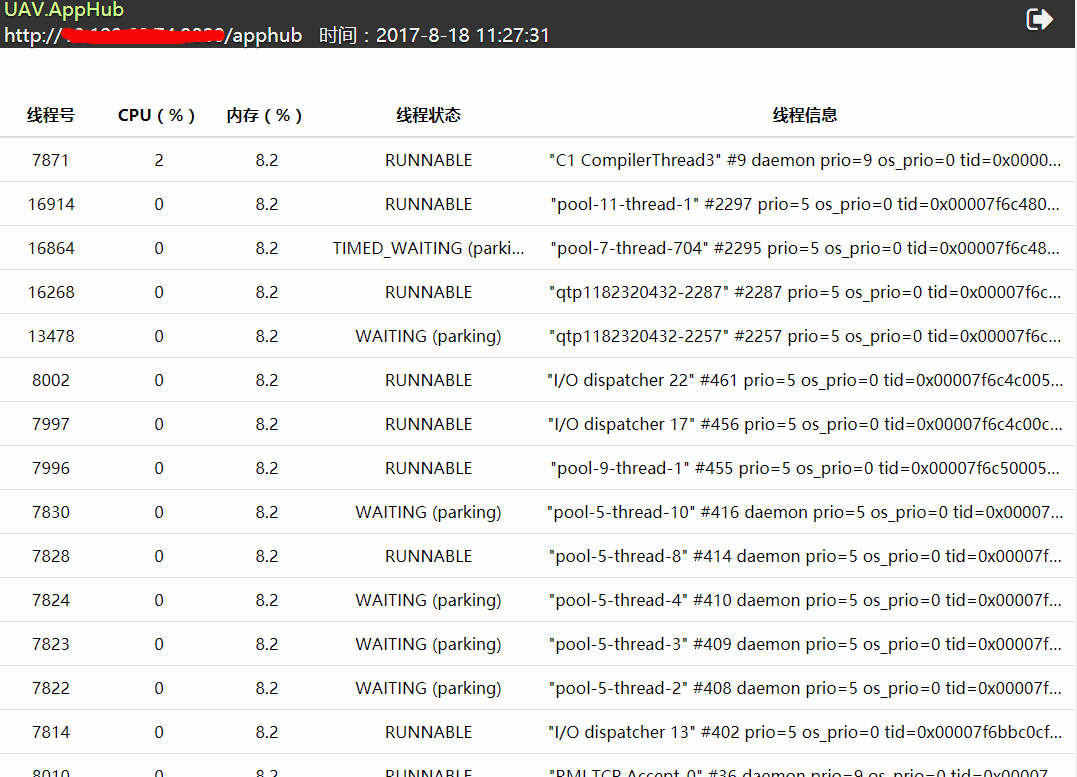 UAV.AppHub
http:///apphub 时间：2017-8-18 11:27:31
线程号 CPU（%） 内存（%） 线程状态 线程信息
7871 2 8.2 RUNNABLE "C1 CompilerThread3" #9 daemon prio=9 os_prio=0 tid=0x0000...
16914 0 8.2 RUNNABLE "pool-11-thread-1" #2297 prio=5 os_prio=0 tid=0x00007f6c480...
16864 0 8.2 TIMED_WAITING (parki... "pool-7-thread-704" #2295 prio=5 os_prio=0 tid=0x00007f6c48...
16268 0 8.2 RUNNABLE "qtp1182320432-2287" #2287 prio=5 os_prio=0 tid=0x00007f6c...
13478 0 8.2 WAITING (parking) "qtp1182320432-2257" #2257 prio=5 os_prio=0 tid=0x00007f6c...
8002 0 8.2 RUNNABLE "I/O dispatcher 22" #461 prio=5 os_prio=0 tid=0x00007f6c4c005...
7997 0 8.2 RUNNABLE "I/O dispatcher 17" #456 prio=5 os_prio=0 tid=0x00007f6c4c00c...
7996 0 8.2 RUNNABLE "pool-9-thread-1" #455 prio=5 os_prio=0 tid=0x00007f6c50005...
7830 0 8.2 WAITING (parking) "pool-5-thread-10" #416 daemon prio=5 os_prio=0 tid=0x00007...
7828 0 8.2 RUNNABLE "pool-5-thread-8" #414 daemon prio=5 os_prio=0 tid=0x00007f...
7824 0 8.2 WAITING (parking) "pool-5-thread-4" #410 daemon prio=5 os_prio=0 tid=0x00007f...
7823 0 8.2 WAITING (parking) "pool-5-thread-3" #409 daemon prio=5 os_prio=0 tid=0x00007f...
7822 0 8.2 WAITING (parking) "pool-5-thread-2" #408 daemon prio=5 os_prio=0 tid=0x00007f...
7814 0 8.2 RUNNABLE "I/O dispatcher 13" #402 prio=5 os_prio=0 tid=0x00007f6bbc0cf...
8010 0 8.2 RUNNABLE "RMI TCP Accept-0" #36 daemon prio=9 os_prio=0 tid=0x00007...